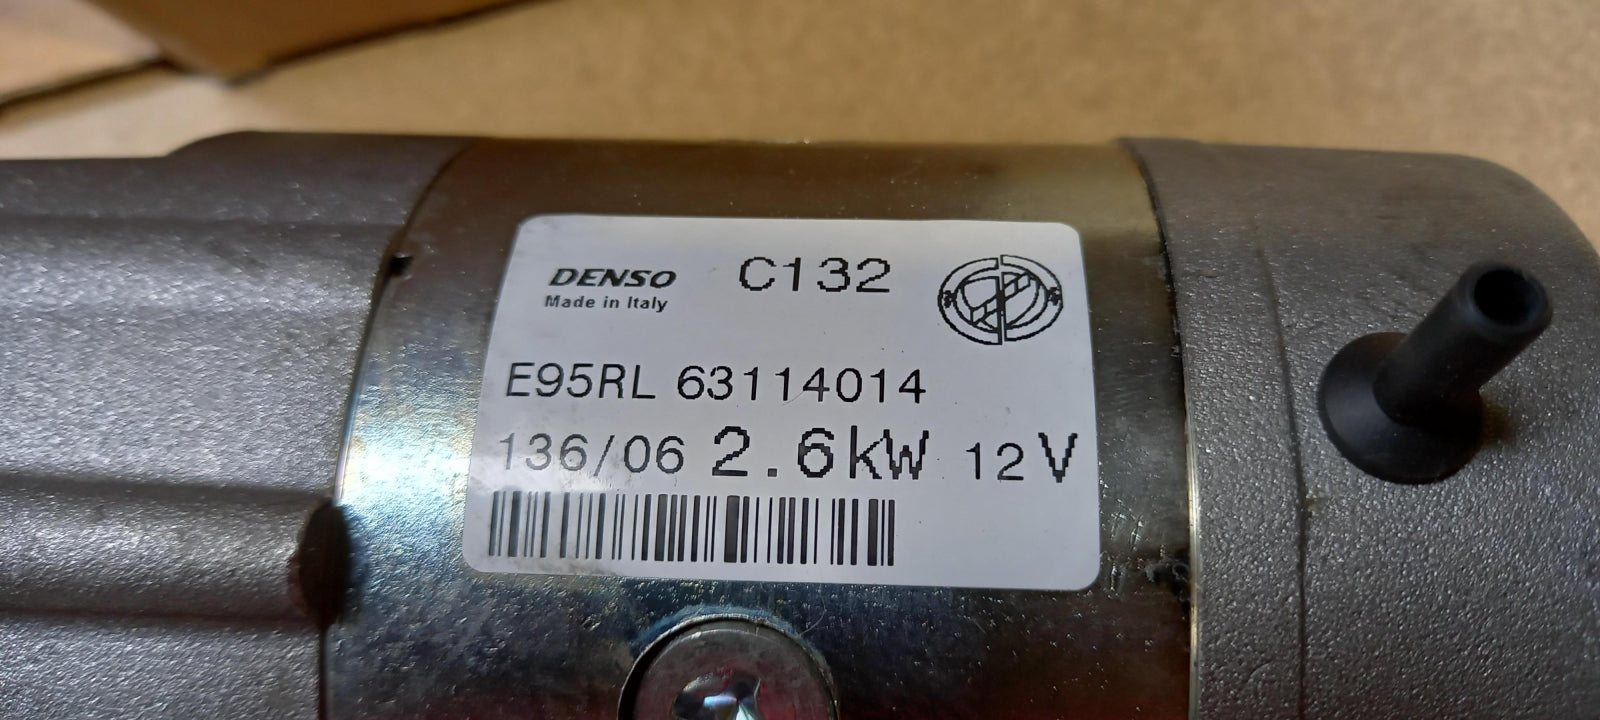 DENSO C132
Made in Italy
E95RL 63114014
136/06 2.6kW 12V